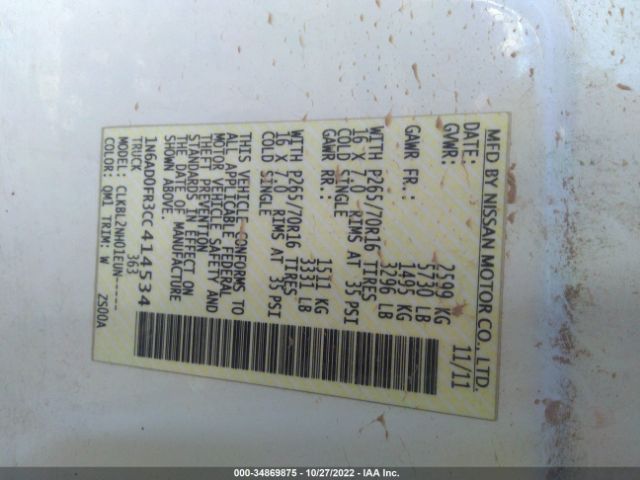 MFD BY NISSAN MOTOR CO., LTD.
DATE: 11/11
GVWR: 2599 KG
5730 LB
GAWR FR.: 1495 KG
3296 LB
WITH P265/70R16 TIRES
16 X 7.0 RIMS AT 35 PSI
COLD SINGLE
GAWR RR.: 1511 KG
3331 LB
WITH P265/70R16 TIRES
16 X 7.0 RIMS AT 35 PSI
COLD SINGLE
THIS VEHICLE CONFORMS TO
ALL APPLICABLE FEDERAL
MOTOR VEHICLE SAFETY AND
THEFT PREVENTION
STANDARDS IN EFFECT ON
THE DATE OF MANUFACTURE
SHOWN ABOVE.
1N6AD0FR3CC414534
TRUCK 363
MODEL: CLKBLQ2NHO1EUN-----
COLOR: QM1 TRIM: W Z500A
000-34869875 | 10/27/2022 - IAA Inc.